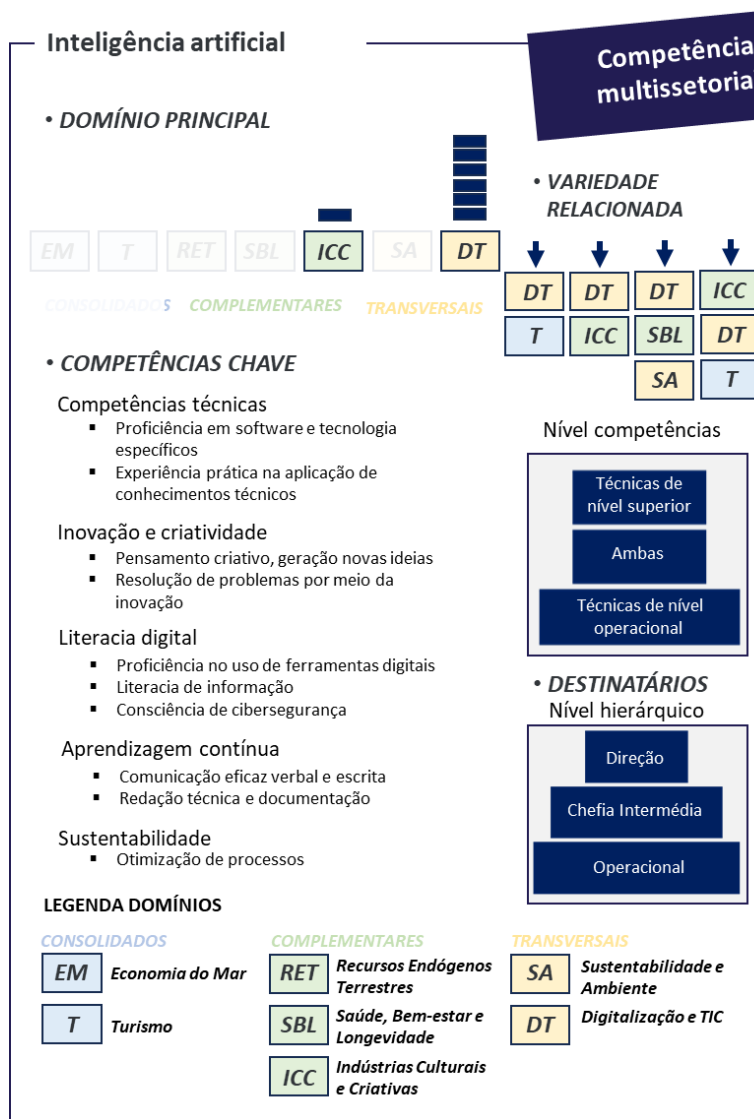 Inteligência artificial
Competência
multissetoria
• DOMÍNIO PRINCIPAL
• VARIEDADE
RELACIONADA
EM T RET SBL ICC SA DT
CONSOLIDADOS COMPLEMENTARES TRANSVERSAIS
DT DT DT ICC
T ICC SBL DT
SA T
• COMPETÊNCIAS CHAVE
Competências técnicas
▪ Proficiência em software e tecnologia
específicos
▪ Experiência prática na aplicação de
conhecimentos técnicos
Inovação e criatividade
▪ Pensamento criativo, geração novas ideias
▪ Resolução de problemas por meio da
inovação
Literacia digital
▪ Proficiência no uso de ferramentas digitais
▪ Literacia de informação
▪ Consciência de cibersegurança
Aprendizagem contínua
▪ Comunicação eficaz verbal e escrita
▪ Redação técnica e documentação
Sustentabilidade
▪ Otimização de processos
Nível competências
Técnicas de
nível superior
Ambas
Técnicas de nível
operacional
• DESTINATÁRIOS
Nível hierárquico
Direção
Chefia Intermédia
Operacional
LEGENDA DOMÍNIOS
CONSOLIDADOS
EM Economia do Mar
T Turismo
COMPLEMENTARES
RET Recursos Endógenos
Terrestres
SBL Saúde, Bem-estar e
Longevidade
ICC Indústrias Culturais
e Criativas
TRANSVERSAIS
SA Sustentabilidade e
Ambiente
DT Digitalização e TIC